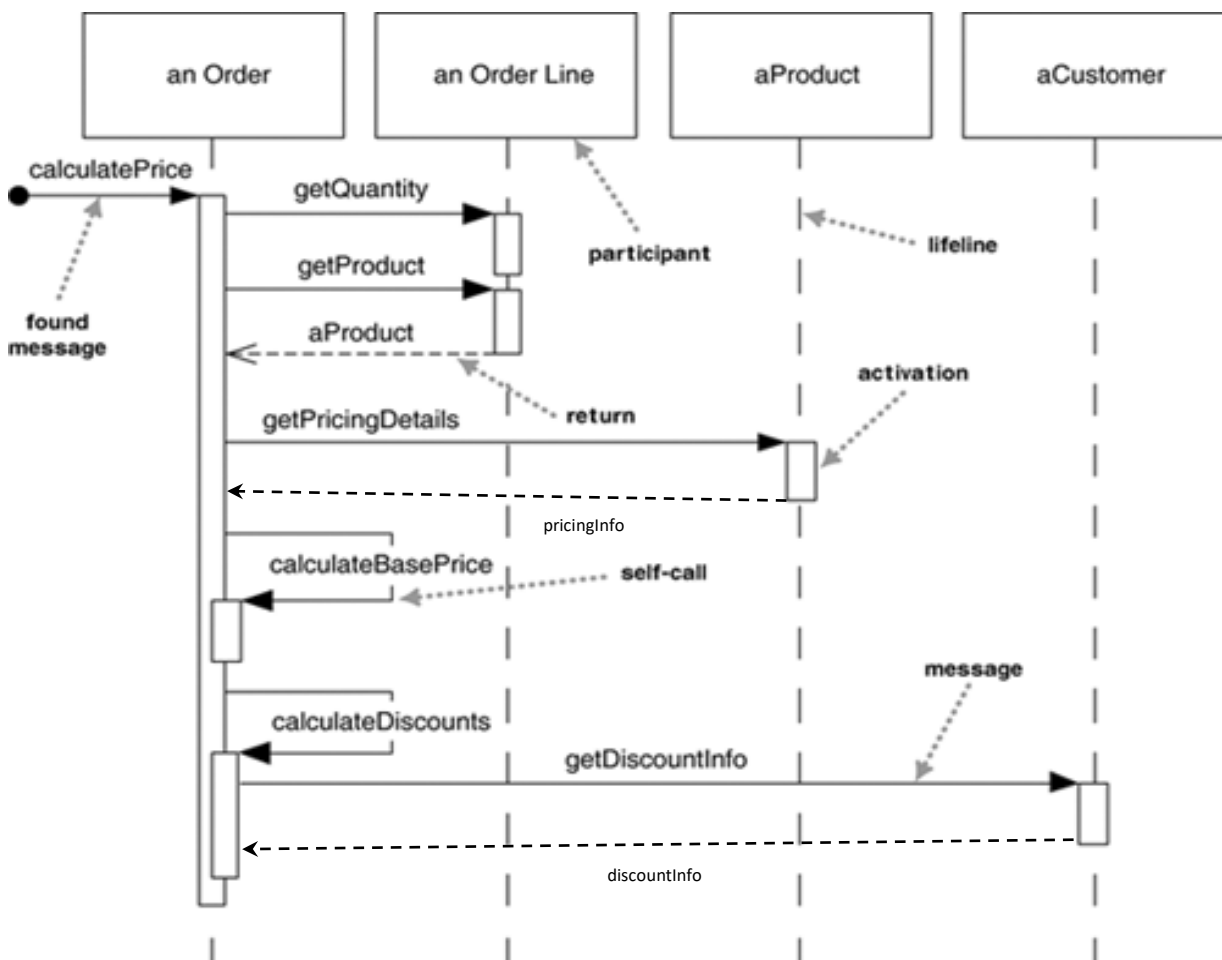 an Order
an Order Line
aProduct
aCustomer
calculatePrice
getQuantity
participant
lifeline
getProduct
found
message
aProduct
activation
return
getPricingDetails
pricingInfo
calculateBasePrice
self-call
message
calculateDiscounts
getDiscountInfo
discountInfo